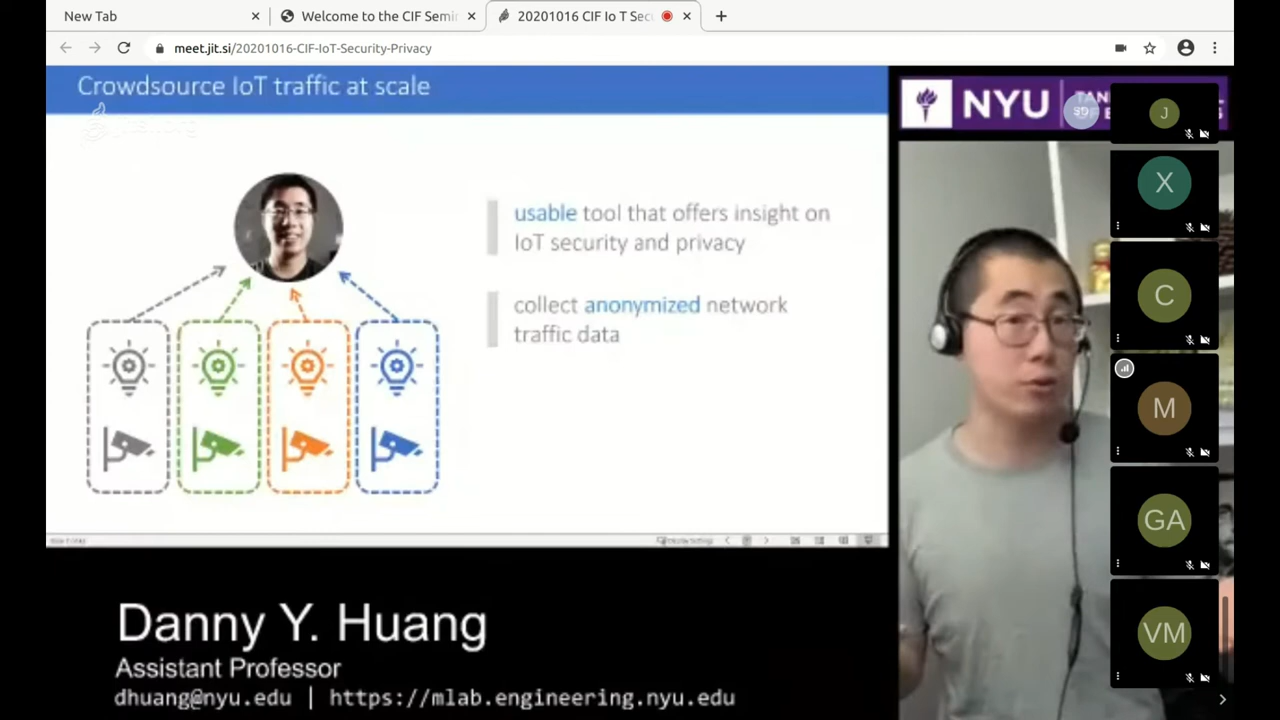 New Tab
Welcome to the CIF Semi
20201016 CIF Io T Sec
meet.jit.si/20201016-CIF-IoT-Security-Privacy
Crowdsource IoT traffic at scale
usable tool that offers insight on
IoT security and privacy
collect anonymized network
traffic data
NYU
TAN
SD
J
X
C
M
GA
VM
Danny Y. Huang
Assistant Professor
dhuang@nyu.edu | https://mlab.engineering.nyu.edu